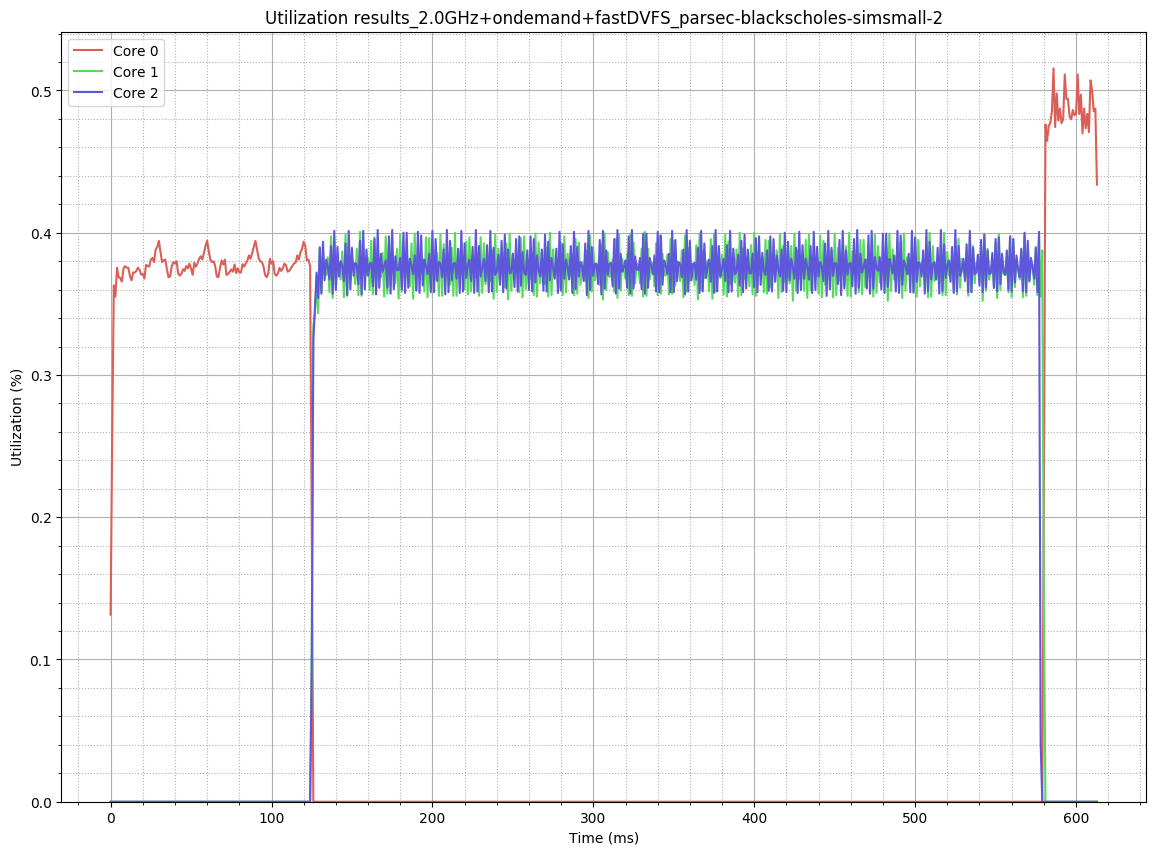 Utilization results_2.0GHz+ondemand+fastDVFS_parsec-blackscholes-simsmall-2
Core 0
Core 1
Core 2
Utilization (%)
0.5
0.4
0.3
0.2
0.1
0.0
0 100 200 300 400 500 600
Time (ms)